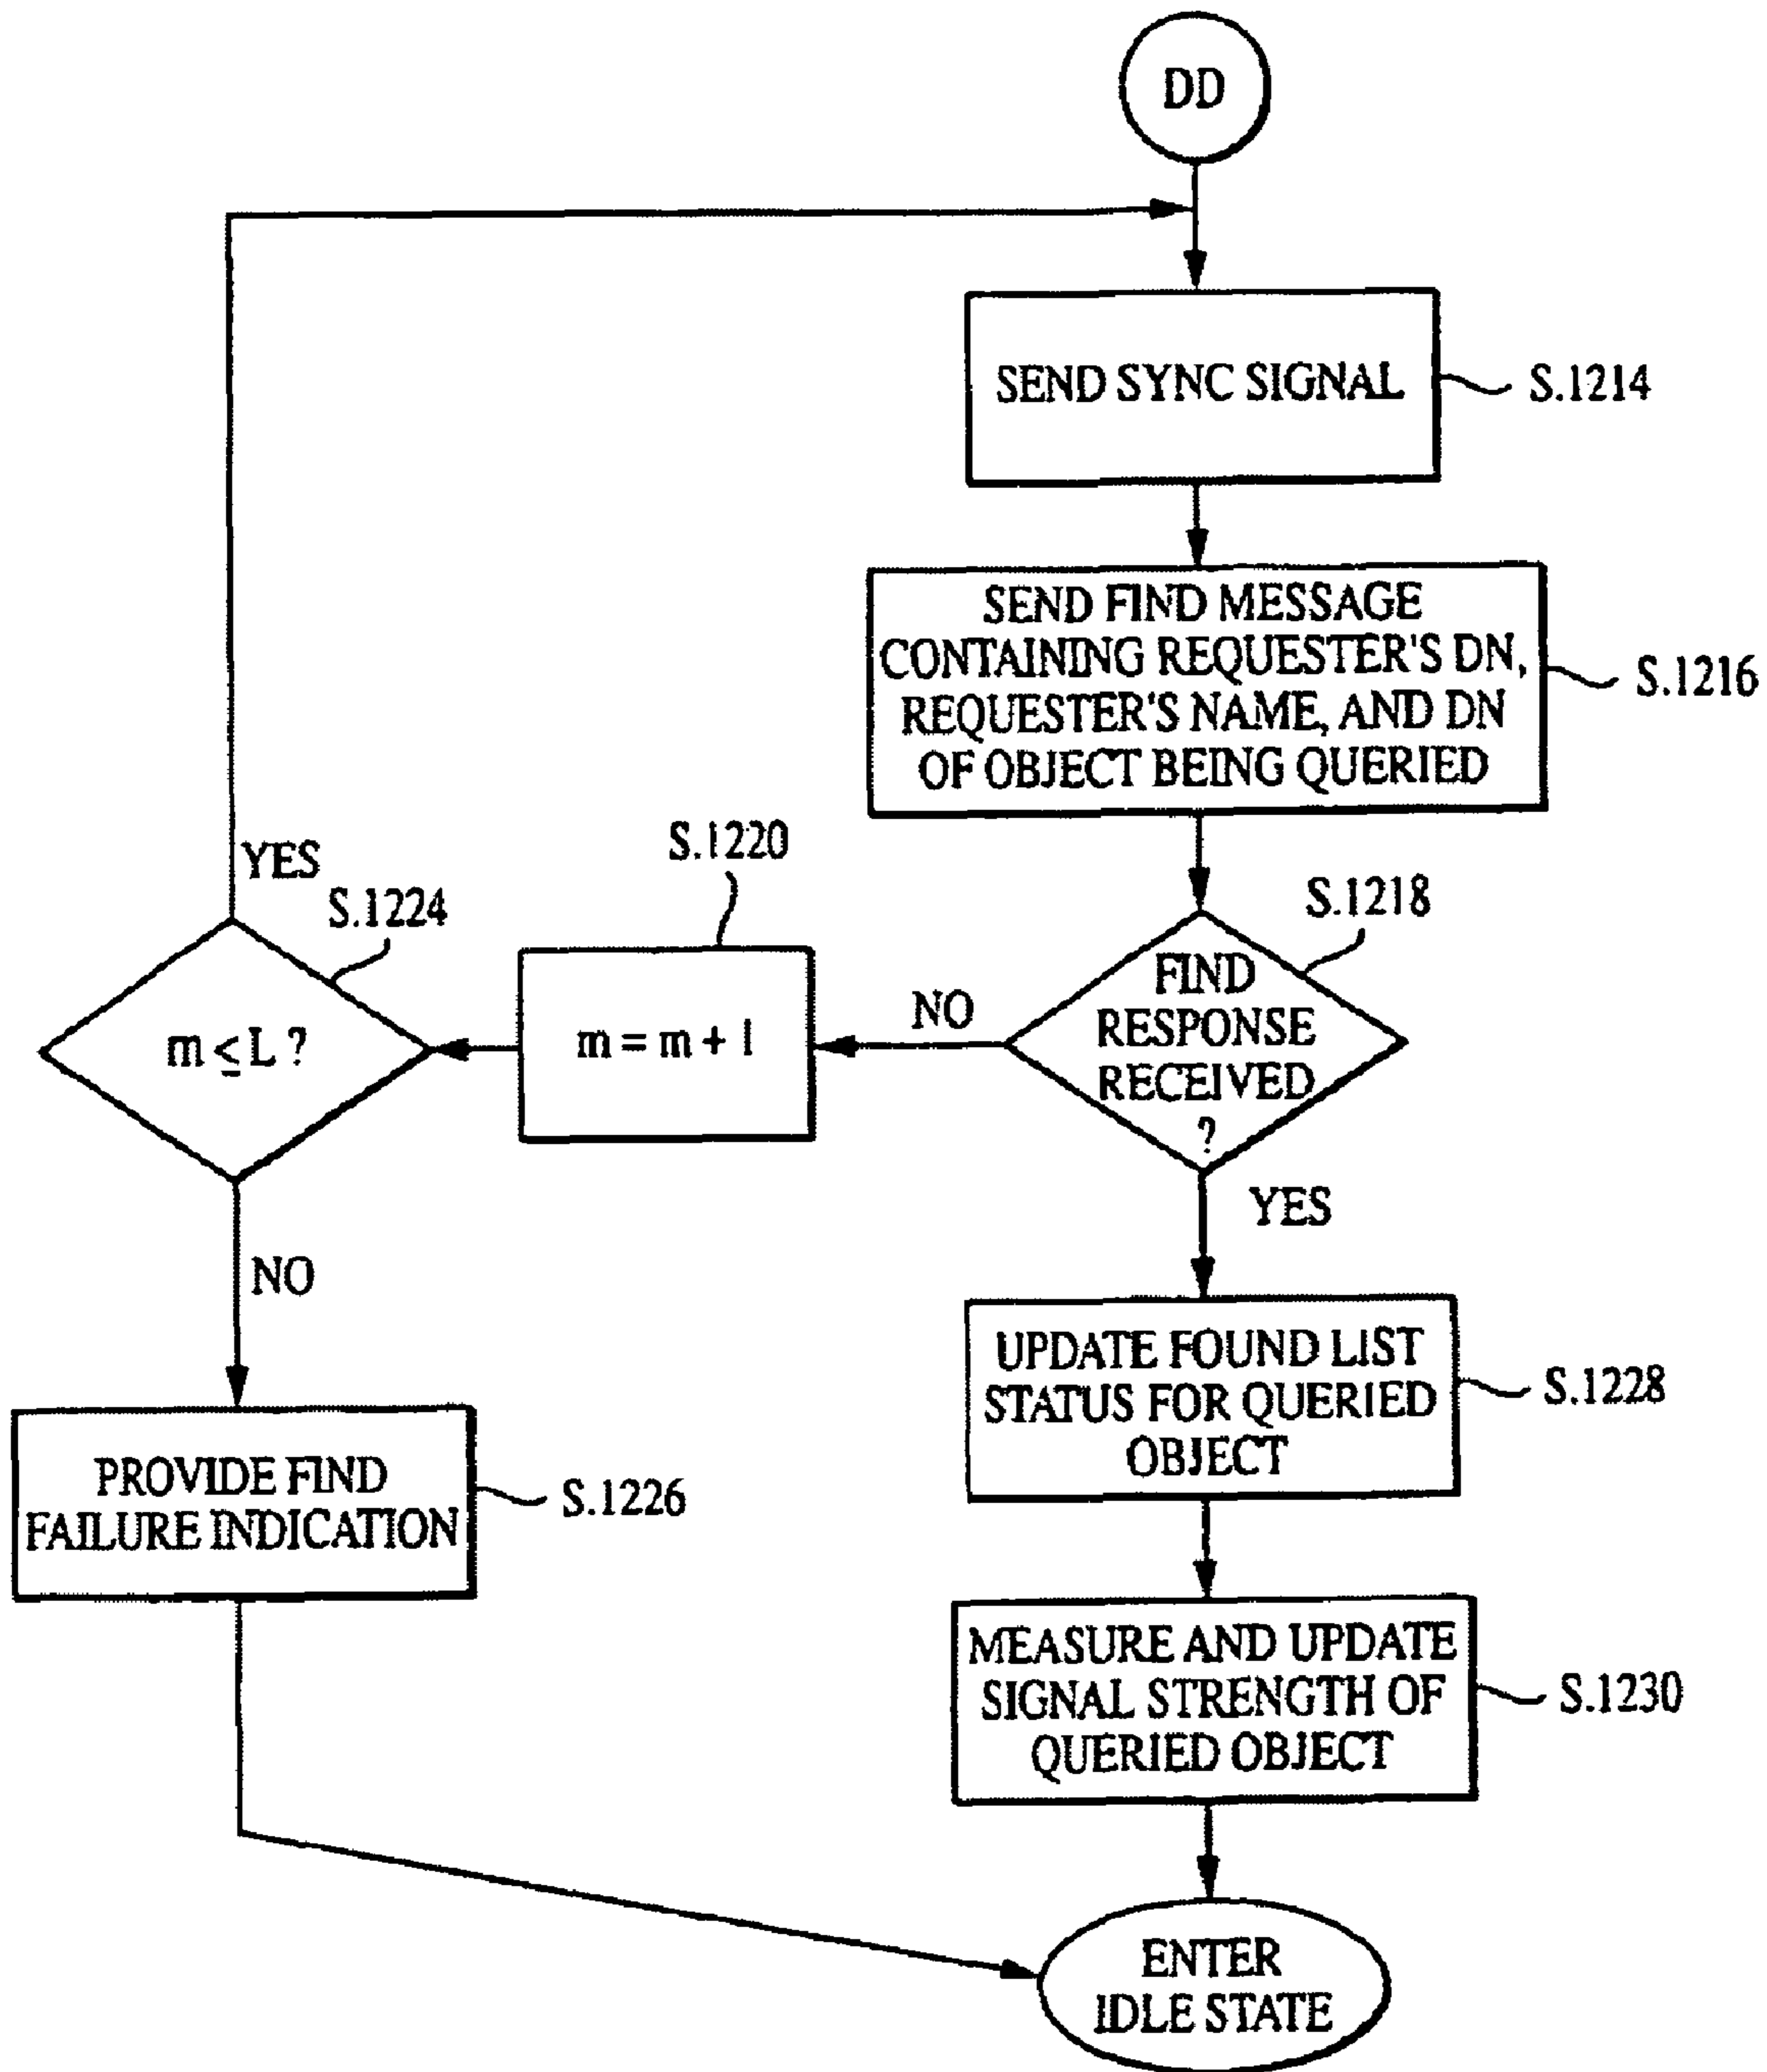 DD
SEND SYNC SIGNAL
S.1214
SEND FIND MESSAGE
CONTAINING REQUESTER'S DN,
REQUESTER'S NAME, AND DN
OF OBJECT BEING QUERIED
S.1216
FIND
RESPONSE
RECEIVED
?
S.1218
NO
m = m + 1
S.1220
m ≤ L ?
S.1224
YES
NO
PROVIDE FIND
FAILURE INDICATION
S.1226
YES
UPDATE FOUND LIST
STATUS FOR QUERIED
OBJECT
S.1228
MEASURE AND UPDATE
SIGNAL STRENGTH OF
QUERIED OBJECT
S.1230
ENTER
IDLE STATE